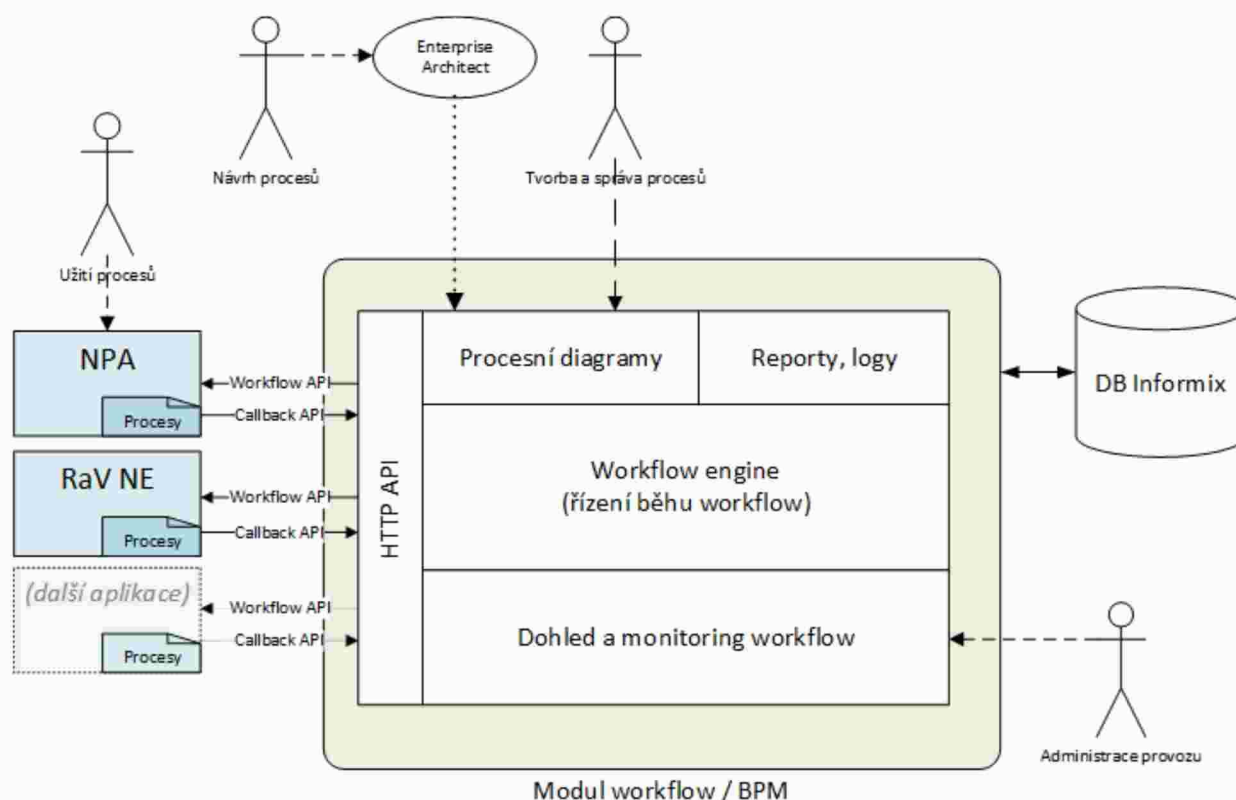 Enterprise
Architect
Návrh procesů
Tvorba a správa procesů
Užití procesů
NPA
Procesy
Workflow API
Callback API
RaV NE
Procesy
Workflow API
Callback API
(další aplikace)
Procesy
Workflow API
Callback API
HTTP API
Procesní diagramy
Reporty, logy
Workflow engine
(řízení běhu workflow)
Dohled a monitoring workflow
DB Informix
Administrace provozu
Modul workflow / BPM